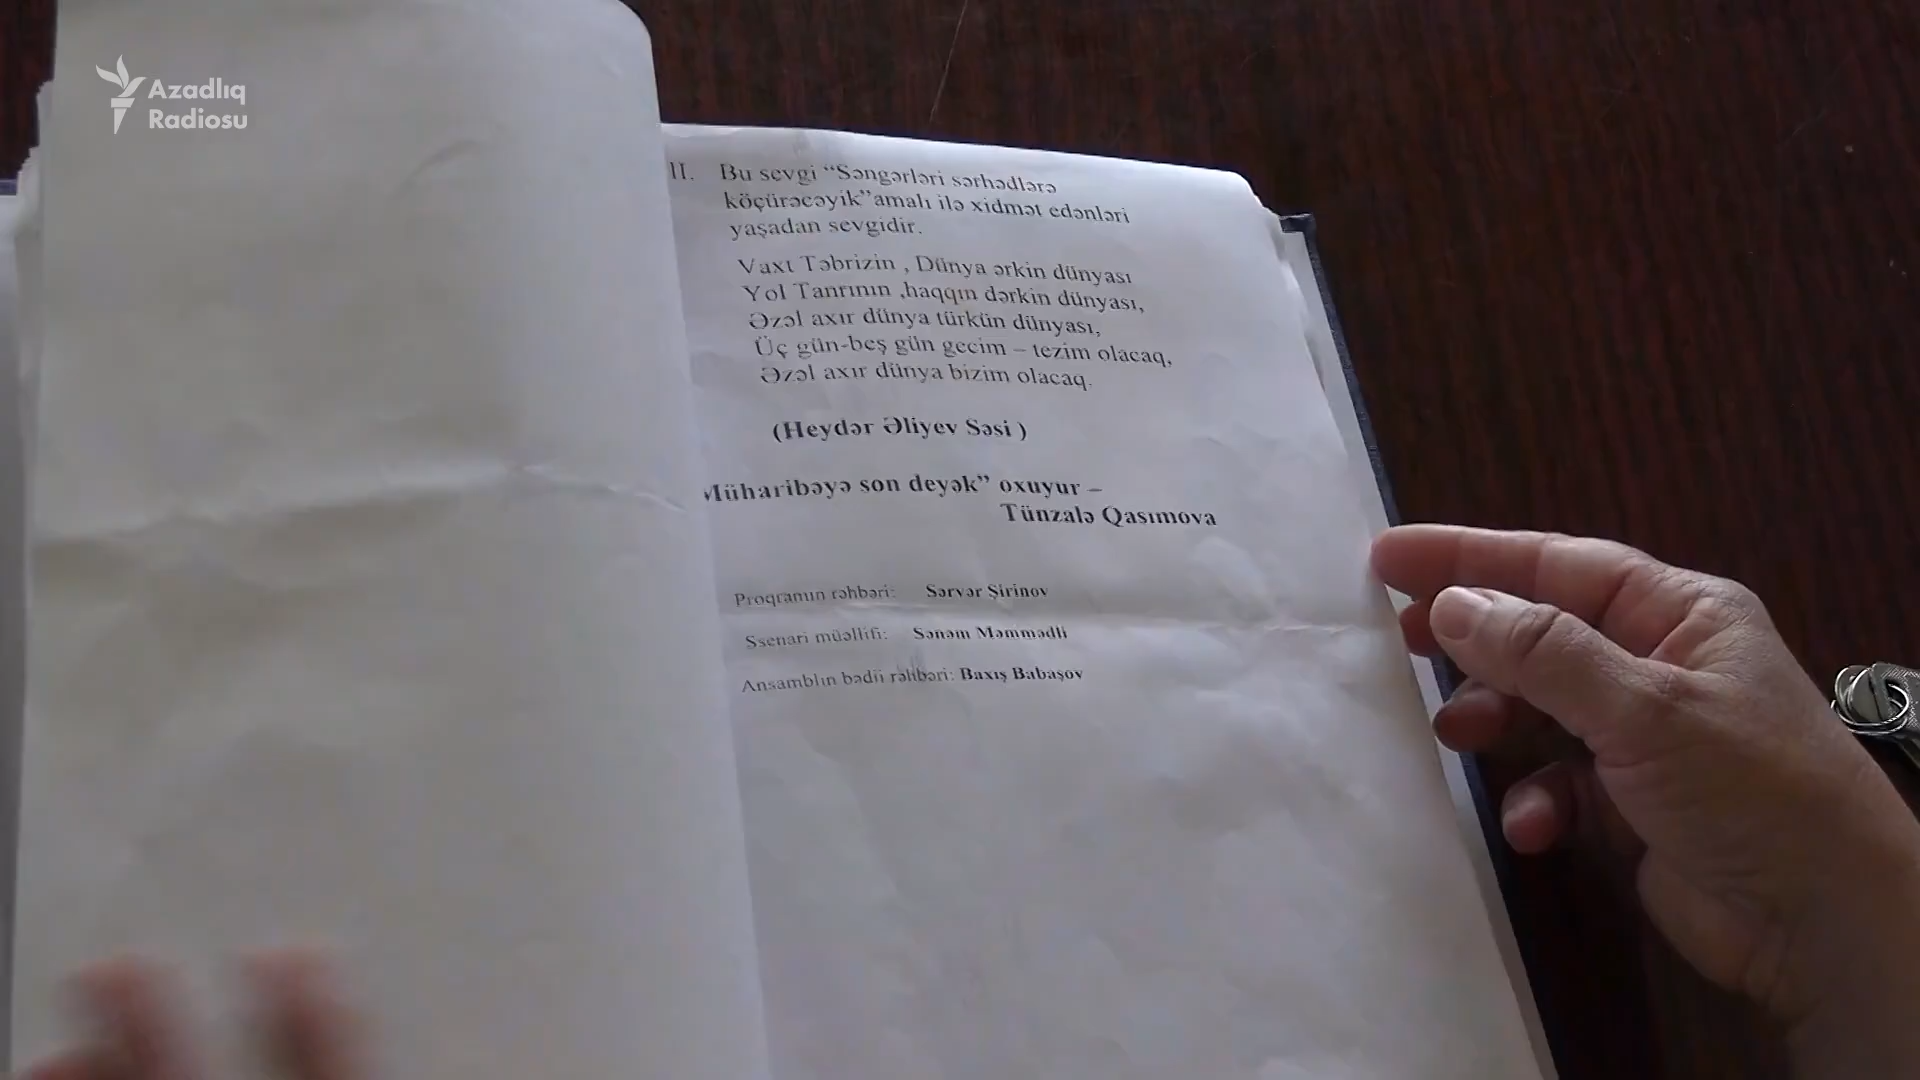 Azadlıq
Radiosu
II. Bu sevgi “Səngərləri sərhədlərə
köçürəcəyik”amalı ilə xidmət edənləri
yaşadan sevgidir.
Vaxt Təbrizin , Dünya ərkin dünyası
Yol Tanrının ,haqqın dərkin dünyası,
Əzəl axır dünya türkün dünyası,
Üç gün-beş gün gecim – tezim olacaq,
Əzəl axır dünya bizim olacaq.
(Heydər Əliyev Səsi )
Müharibəyə son deyək” oxuyur –
Tünzalə Qasımova
Proqramın rəhbəri: Sərvər Şirinov
Ssenari müəllifi: Sənəm Məmmədli
Ansamblın bədii rəhbəri: Baxış Babaşov